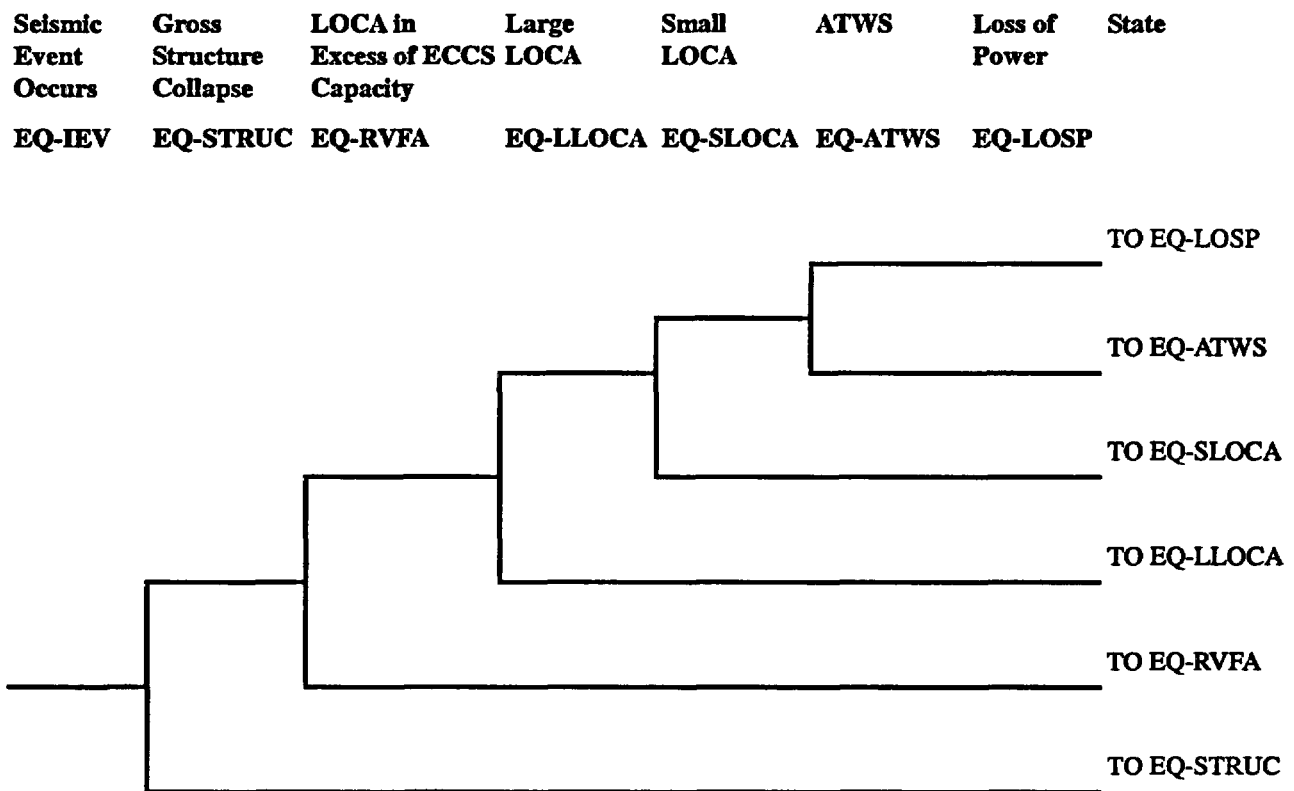 Seismic Gross LOCA in Large Small ATWS Loss of State
Event Structure Excess of ECCS LOCA LOCA Power
Occurs Collapse Capacity
EQ-IEV EQ-STRUC EQ-RVFA EQ-LLOCA EQ-SLOCA EQ-ATWS EQ-LOSP
TO EQ-LOSP
TO EQ-ATWS
TO EQ-SLOCA
TO EQ-LLOCA
TO EQ-RVFA
TO EQ-STRUC